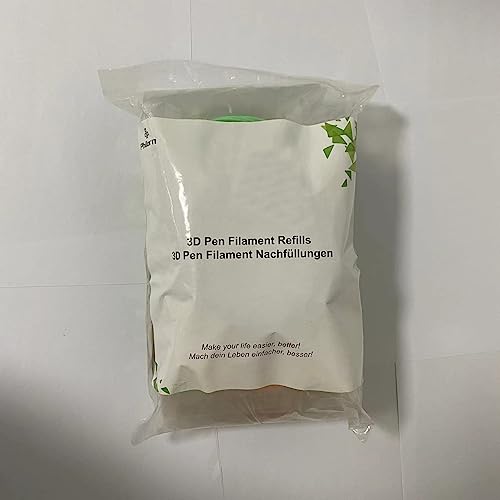 3D Pen Filament Refills
3D Pen Filament Nachfüllungen
Make your life easier, better!
Mach dein Leben einfacher, besser!